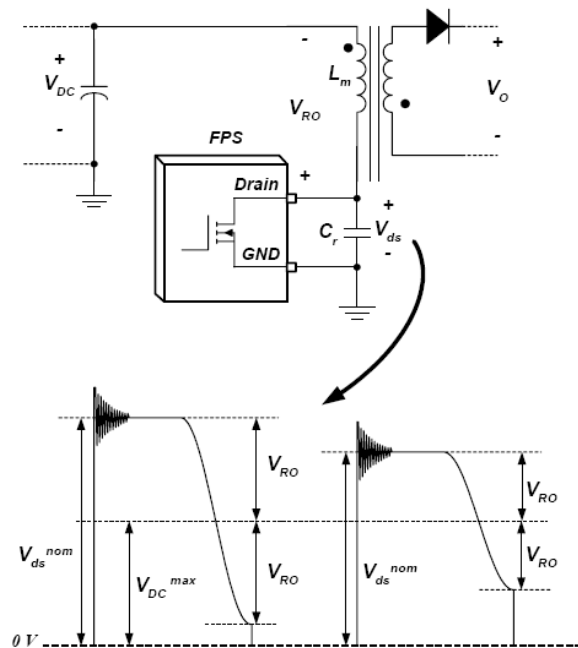 -
+
V_DC
-
L_m
V_RO
+
V_O
-
FPS
Drain
+
GND
C_r
+
V_ds
-
V_RO
V_RO
V_ds^nom
V_DC^max
V_RO
V_ds^nom
V_RO
0 V